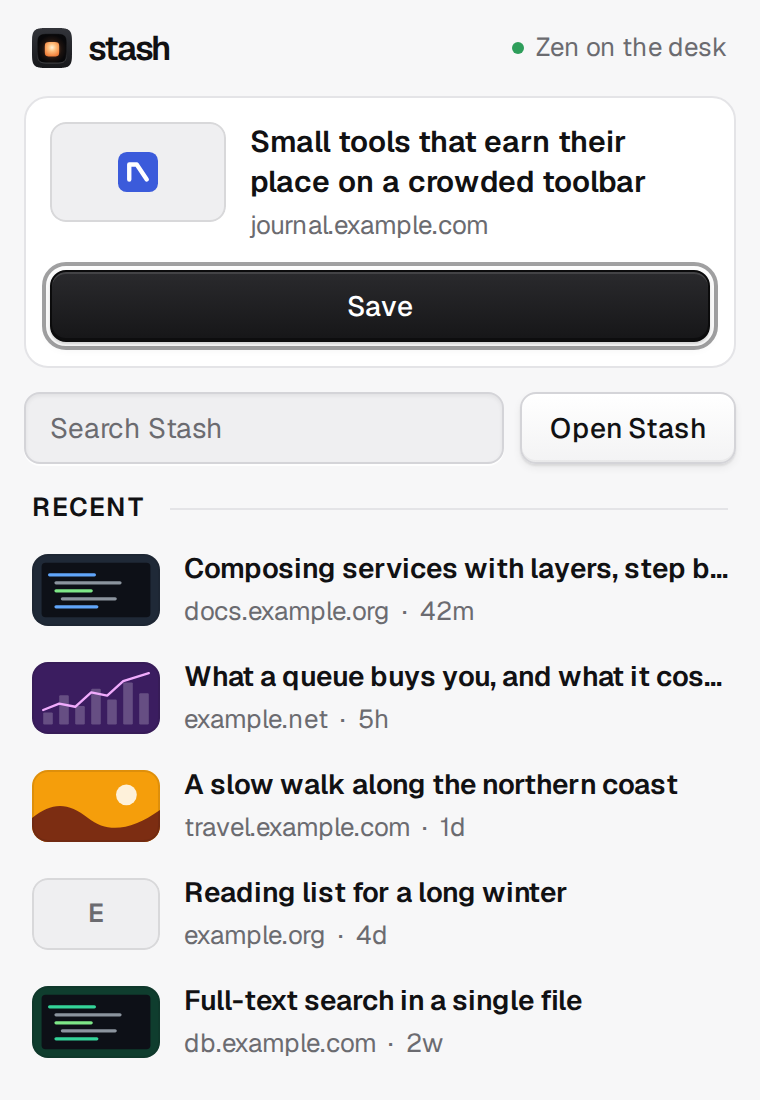 stash
Zen on the desk
Small tools that earn their
place on a crowded toolbar
journal.example.com
Save
Search Stash
Open Stash
RECENT
Composing services with layers, step b...
docs.example.org · 42m
What a queue buys you, and what it cos...
example.net · 5h
A slow walk along the northern coast
travel.example.com · 1d
E
Reading list for a long winter
example.org · 4d
Full-text search in a single file
db.example.com · 2w